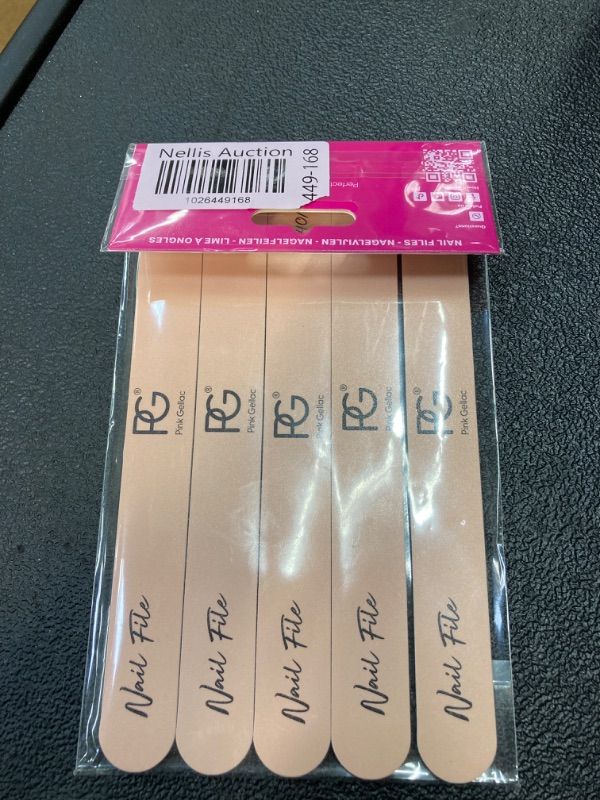 Nellis Auction
1026449168
449-168
Perfect
NAIL FILES - NAGELVIJLEN - NAGELFEILEN - LIME À ONGLES
Questions?
PG®
Pink Gellac
PG®
Pink Gellac
PG®
Pink Gellac
PG®
Pink Gellac
PG®
Pink Gellac
Nail File
Nail File
Nail File
Nail File
Nail File